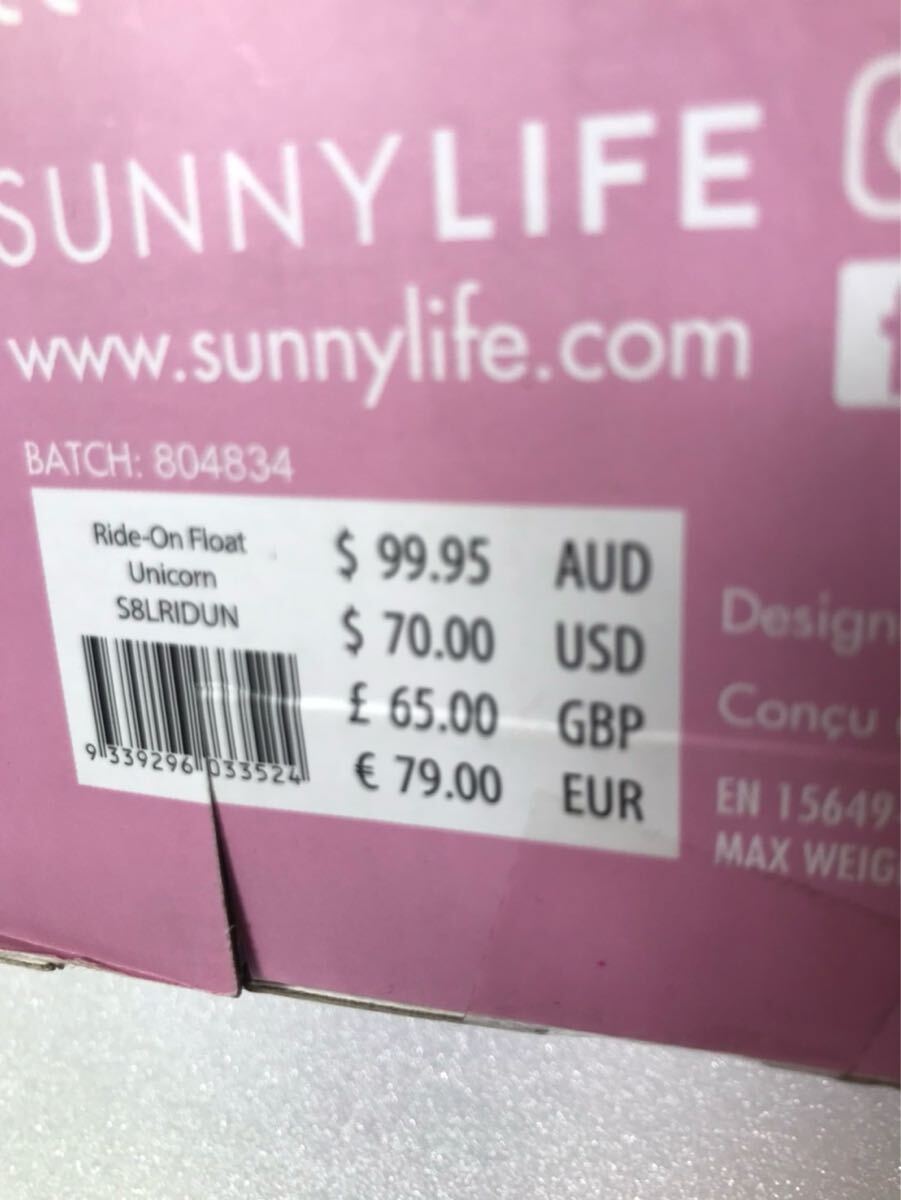 SUNNYLIFE
www.sunnylife.com
BATCH: 804834
Ride-On Float
Unicorn
S8LRIDUN
9 339296 033524
$ 99.95 AUD
$ 70.00 USD
£ 65.00 GBP
€ 79.00 EUR
Design
Conçu
EN 15649
MAX WEIG